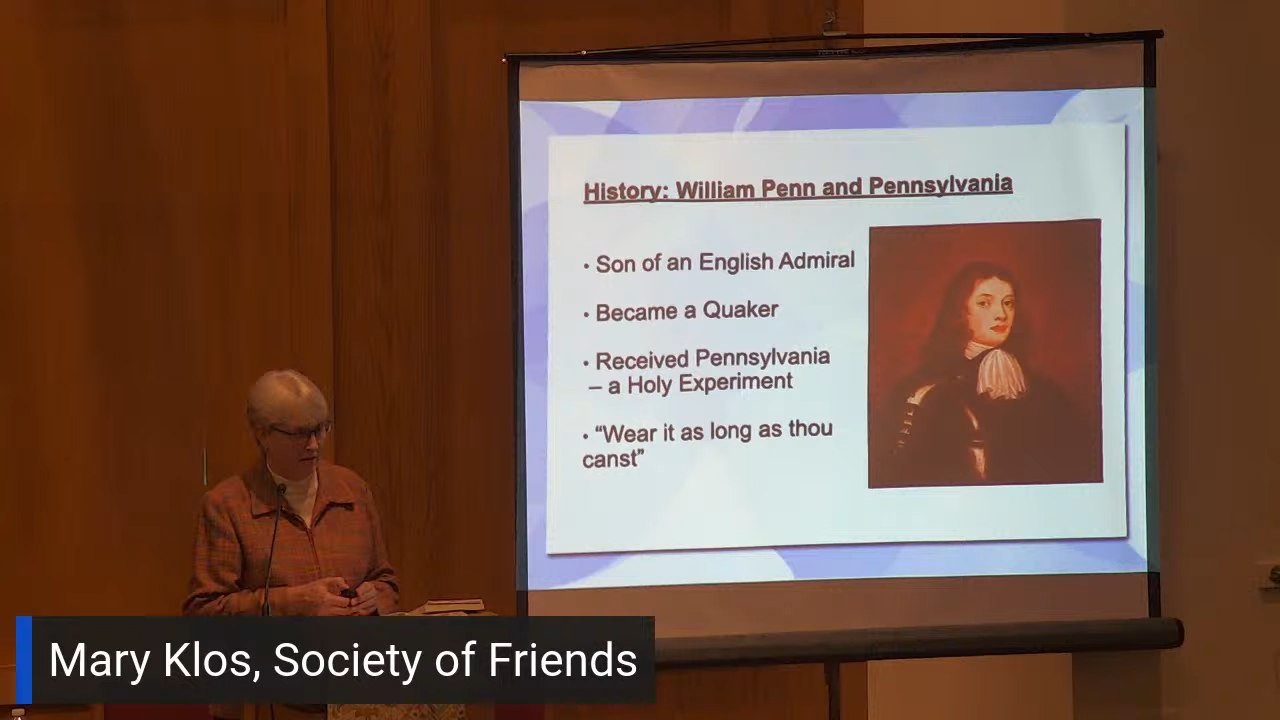 History: William Penn and Pennsylvania
• Son of an English Admiral
• Became a Quaker
• Received Pennsylvania
– a Holy Experiment
• “Wear it as long as thou
canst”
Mary Klos, Society of Friends